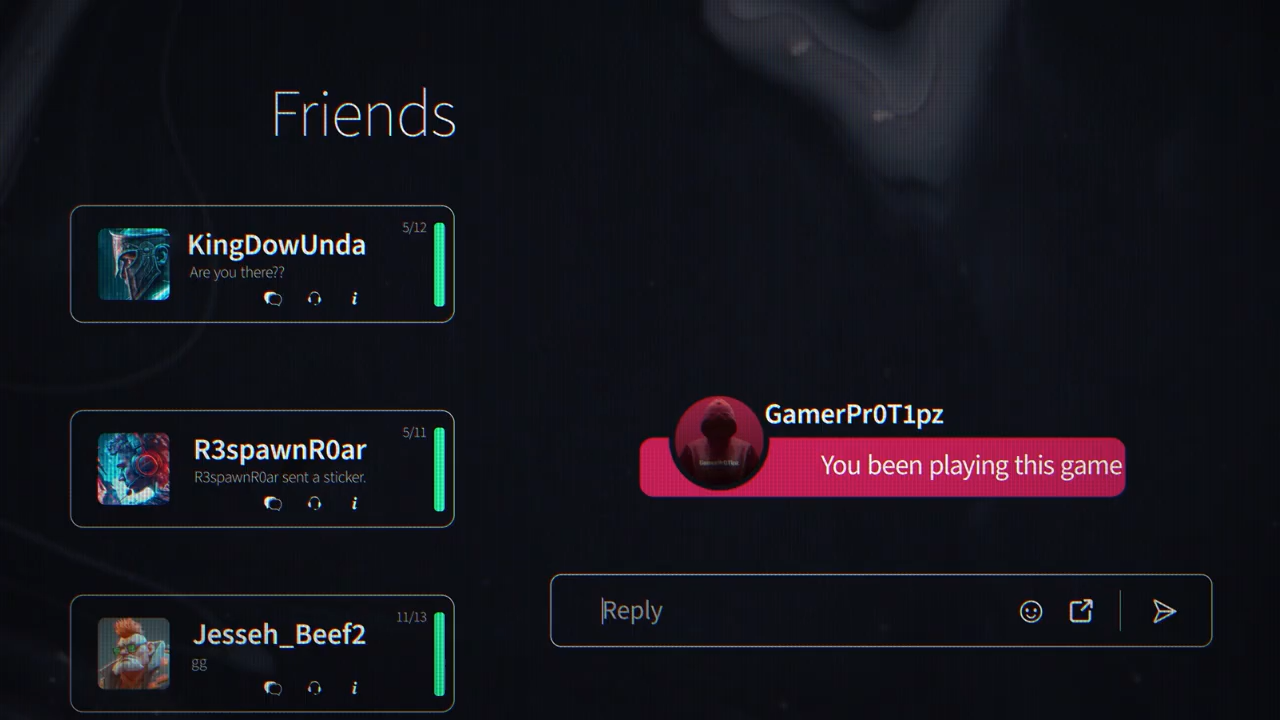 Friends
KingDowUnda
5/12
Are you there??
R3spawnR0ar
5/11
R3spawnR0ar sent a sticker.
Jesseh_Beef2
11/13
gg
GamerPr0T1pz
You been playing this game
Reply